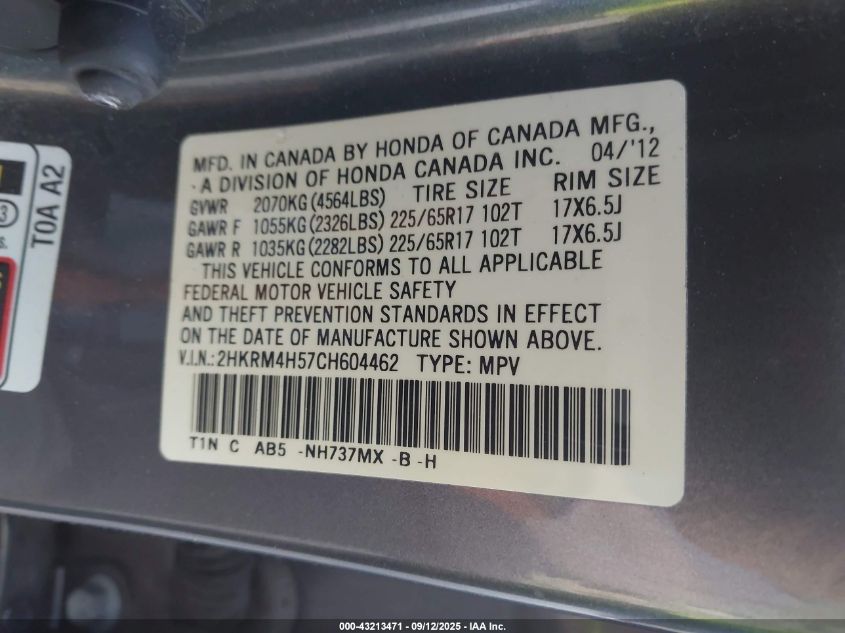 MFD. IN CANADA BY HONDA OF CANADA MFG.,
A DIVISION OF HONDA CANADA INC. 04/'12
GVWR 2070KG(4564LBS) TIRE SIZE RIM SIZE
GAWR F 1055KG(2326LBS) 225/65R17 102T 17X6.5J
GAWR R 1035KG(2282LBS) 225/65R17 102T 17X6.5J
THIS VEHICLE CONFORMS TO ALL APPLICABLE
FEDERAL MOTOR VEHICLE SAFETY
AND THEFT PREVENTION STANDARDS IN EFFECT
ON THE DATE OF MANUFACTURE SHOWN ABOVE.
V.I.N.:2HKRM4H57CH604462 TYPE: MPV
T1N C AB5 -NH737MX -B -H
T0A A2
000-43213471 - 09/12/2025 - IAA Inc.